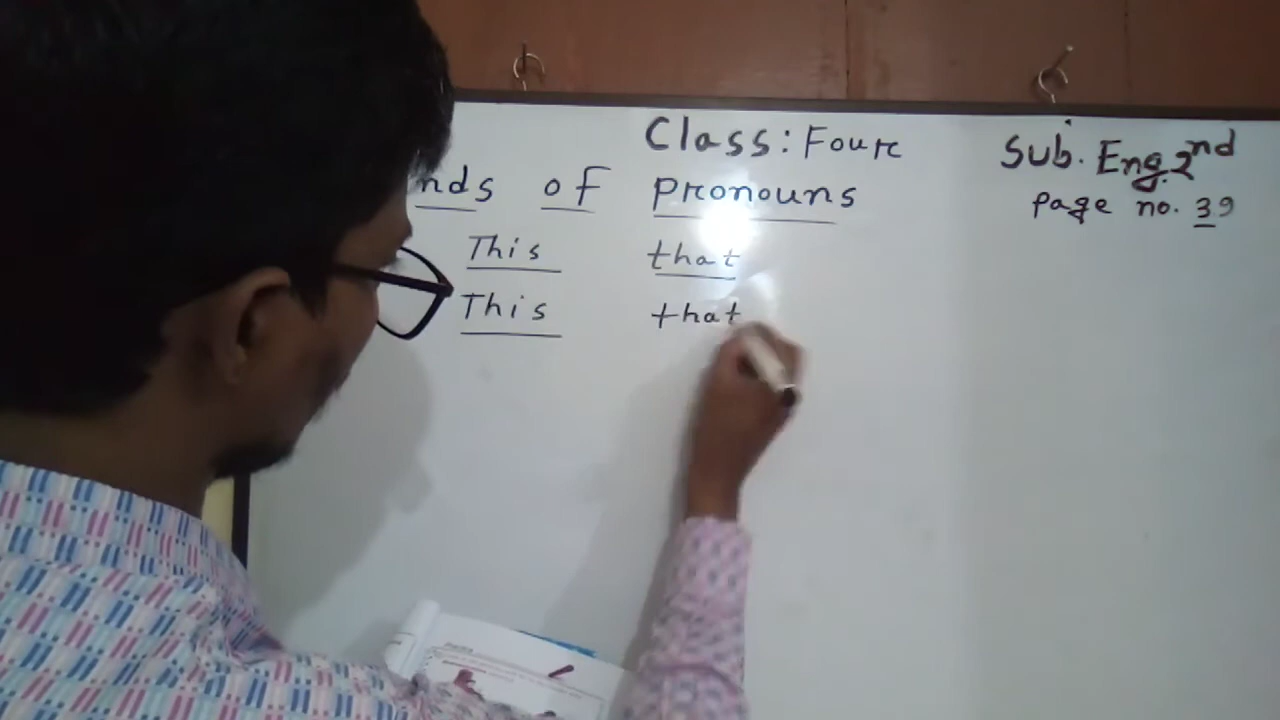 Class: Four
Sub. Eng. 2nd
Page no. 39
nds of Pronouns
This that
This that